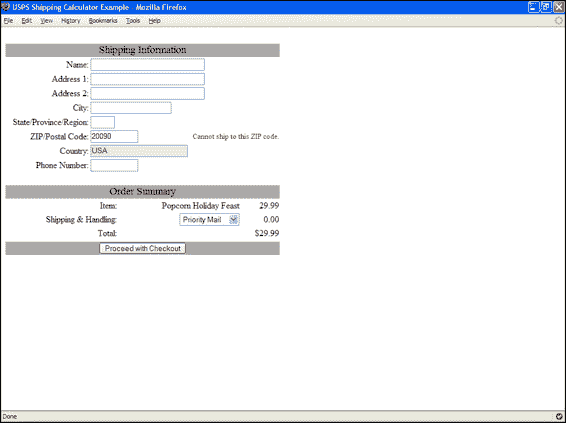 USPS Shipping Calculator Example - Mozilla Firefox
File Edit View History Bookmarks Tools Help
Shipping Information
Name:
Address 1:
Address 2:
City:
State/Province/Region:
ZIP/Postal Code: 20090 Cannot ship to this ZIP code.
Country: USA
Phone Number:
Order Summary
Item: Popcorn Holiday Feast 29.99
Shipping & Handling: Priority Mail 0.00
Total: $29.99
Proceed with Checkout
Done